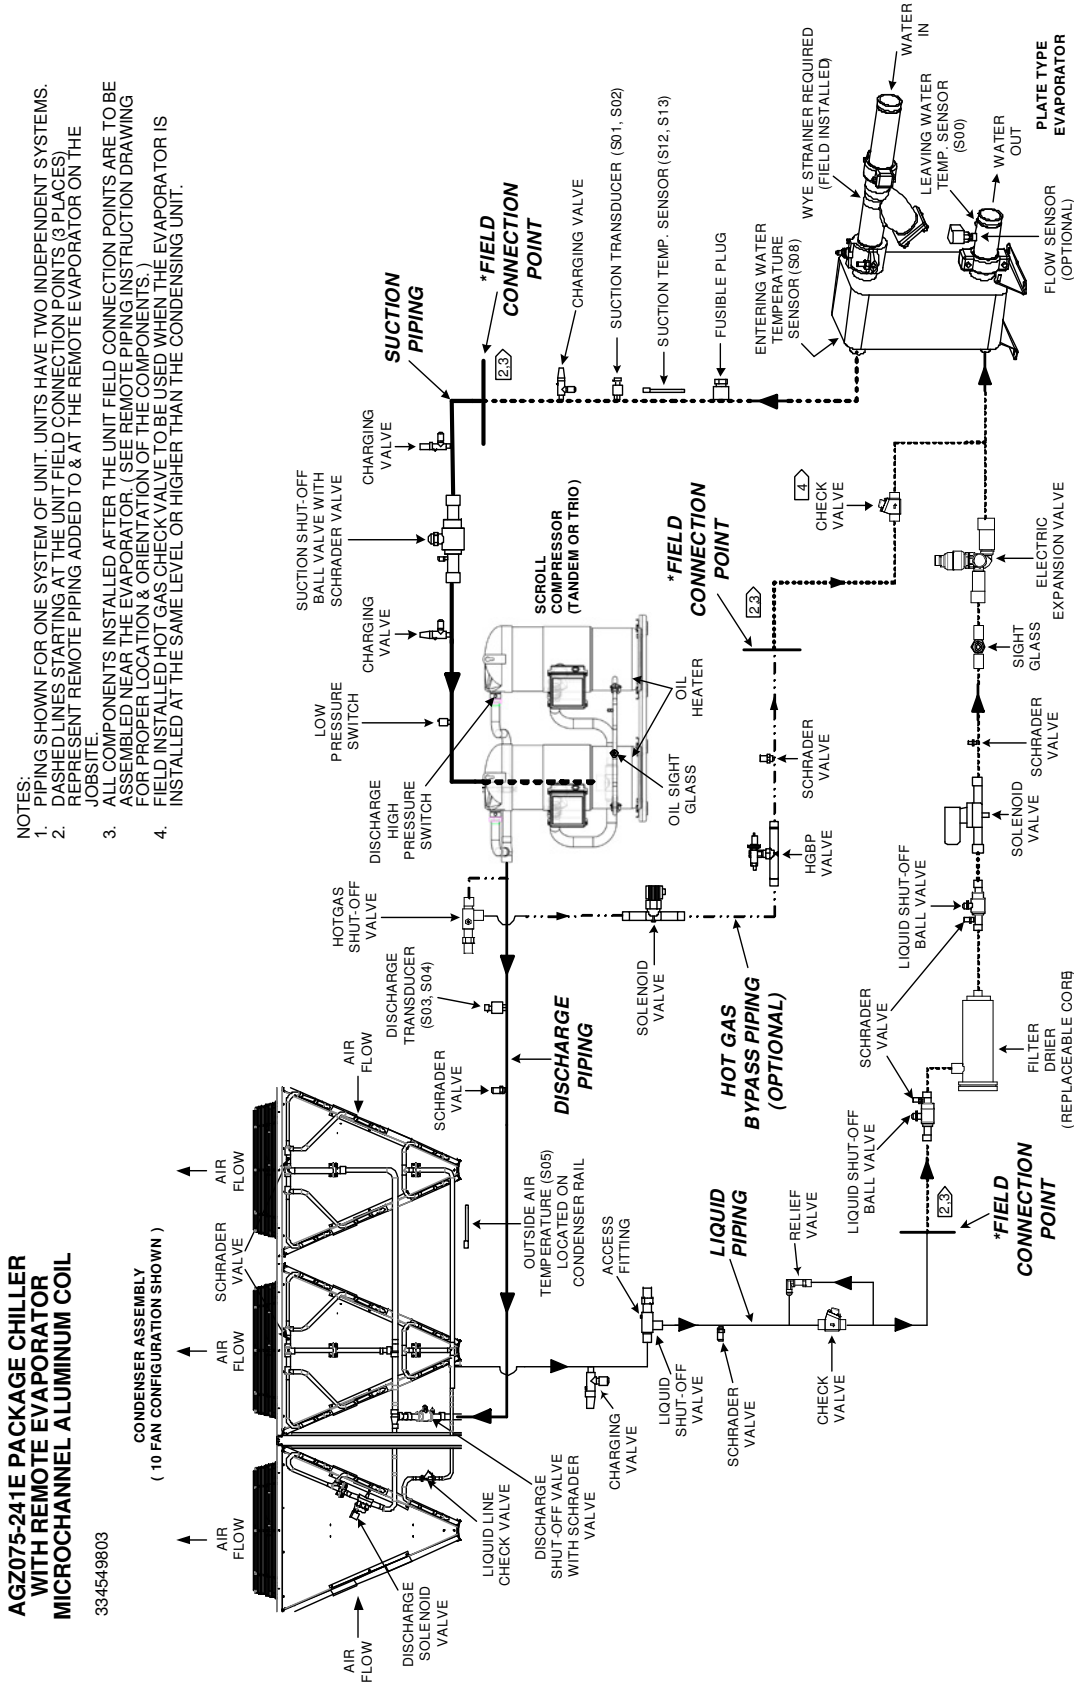 AGZ075-241E PACKAGE CHILLER
WITH REMOTE EVAPORATOR
MICROCHANNEL ALUMINUM COIL
334549803
NOTES:
1. PIPING SHOWN FOR ONE SYSTEM OF UNIT. UNITS HAVE TWO INDEPENDENT SYSTEMS.
2. DASHED LINES STARTING AT THE UNIT FIELD CONNECTION POINTS (3 PLACES)
REPRESENT REMOTE PIPING ADDED TO & AT THE REMOTE EVAPORATOR ON THE
JOBSITE.
3. ALL COMPONENTS INSTALLED AFTER THE UNIT FIELD CONNECTION POINTS ARE TO BE
ASSEMBLED NEAR THE EVAPORATOR. ( SEE REMOTE PIPING INSTRUCTION DRAWING
FOR PROPER LOCATION & ORIENTATION OF THE COMPONENTS. )
4. FIELD INSTALLED HOT GAS CHECK VALVE TO BE USED WHEN THE EVAPORATOR IS
INSTALLED AT THE SAME LEVEL OR HIGHER THAN THE CONDENSING UNIT.
CONDENSER ASSEMBLY
( 10 FAN CONFIGURATION SHOWN )
AIR
FLOW
AIR
FLOW
SCHRADER
VALVE
AIR
FLOW
AIR
FLOW
AIR
FLOW
DISCHARGE
SOLENOID
VALVE
LIQUID LINE
CHECK VALVE
DISCHARGE
SHUT-OFF VALVE
WITH SCHRADER
VALVE
OUTSIDE AIR
TEMPERATURE (S05)
LOCATED ON
CONDENSER RAIL
SCHRADER
VALVE
DISCHARGE
TRANSDUCER
(S03, S04)
HOTGAS
SHUT-OFF
VALVE
DISCHARGE
PIPING
DISCHARGE
HIGH
PRESSURE
SWITCH
LOW
PRESSURE
SWITCH
CHARGING
VALVE
SUCTION SHUT-OFF
BALL VALVE WITH
SCHRADER VALVE
CHARGING
VALVE
SUCTION
PIPING
*FIELD
CONNECTION
POINT
2,3
SCROLL
COMPRESSOR
(TANDEM OR TRIO)
OIL
HEATER
OIL SIGHT
GLASS
CHARGING VALVE
SUCTION TRANSDUCER (S01, S02)
SUCTION TEMP. SENSOR (S12, S13)
FUSIBLE PLUG
SOLENOID
VALVE
HOT GAS
BYPASS PIPING
(OPTIONAL)
HGBP
VALVE
SCHRADER
VALVE
*FIELD
CONNECTION
POINT
2,3
4
CHECK
VALVE
ENTERING WATER
TEMPERATURE
SENSOR (S08)
WYE STRAINER REQUIRED
(FIELD INSTALLED)
WATER
IN
LEAVING WATER
TEMP. SENSOR
(S00)
WATER
OUT
FLOW SENSOR
(OPTIONAL)
PLATE TYPE
EVAPORATOR
CHARGING
VALVE
ACCESS
FITTING
LIQUID
SHUT-OFF
VALVE
LIQUID
PIPING
SCHRADER
VALVE
RELIEF
VALVE
CHECK
VALVE
*FIELD
CONNECTION
POINT
2,3
LIQUID SHUT-OFF
BALL VALVE
SCHRADER
VALVE
FILTER
DRIER
(REPLACEABLE CORE)
LIQUID SHUT-OFF
BALL VALVE
SOLENOID
VALVE
SCHRADER
VALVE
SIGHT
GLASS
ELECTRIC
EXPANSION VALVE